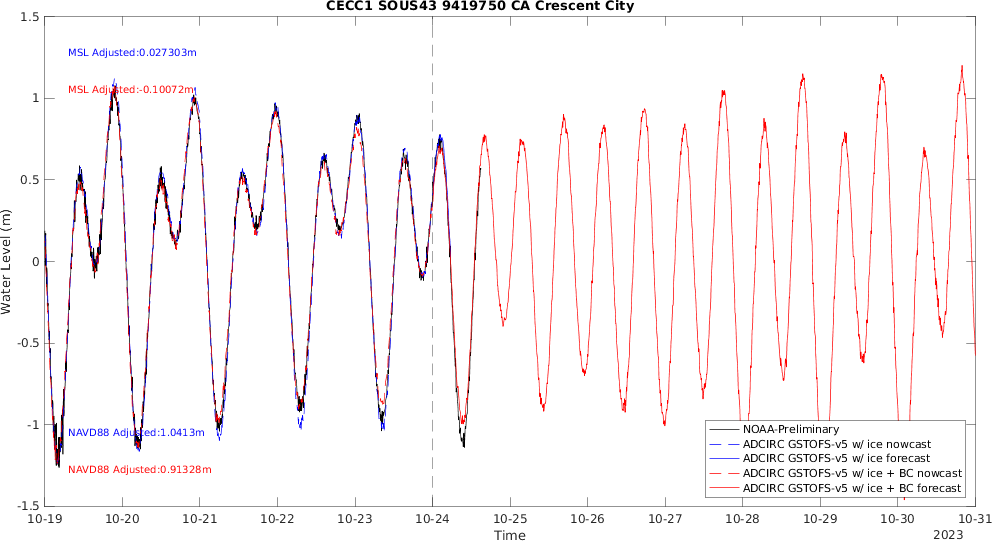 CECC1 SOUS43 9419750 CA Crescent City
1.5
1
0.5
0
-0.5
-1
-1.5
Water Level (m)
MSL Adjusted:0.027303m
MSL Adjusted:-0.10072m
NAVD88 Adjusted:1.0413m
NAVD88 Adjusted:0.91328m
NOAA-Preliminary
ADCIRC GSTOFS-v5 w/ ice nowcast
ADCIRC GSTOFS-v5 w/ ice forecast
ADCIRC GSTOFS-v5 w/ ice + BC nowcast
ADCIRC GSTOFS-v5 w/ ice + BC forecast
10-19 10-20 10-21 10-22 10-23 10-24 10-25 10-26 10-27 10-28 10-29 10-30 10-31
Time
2023